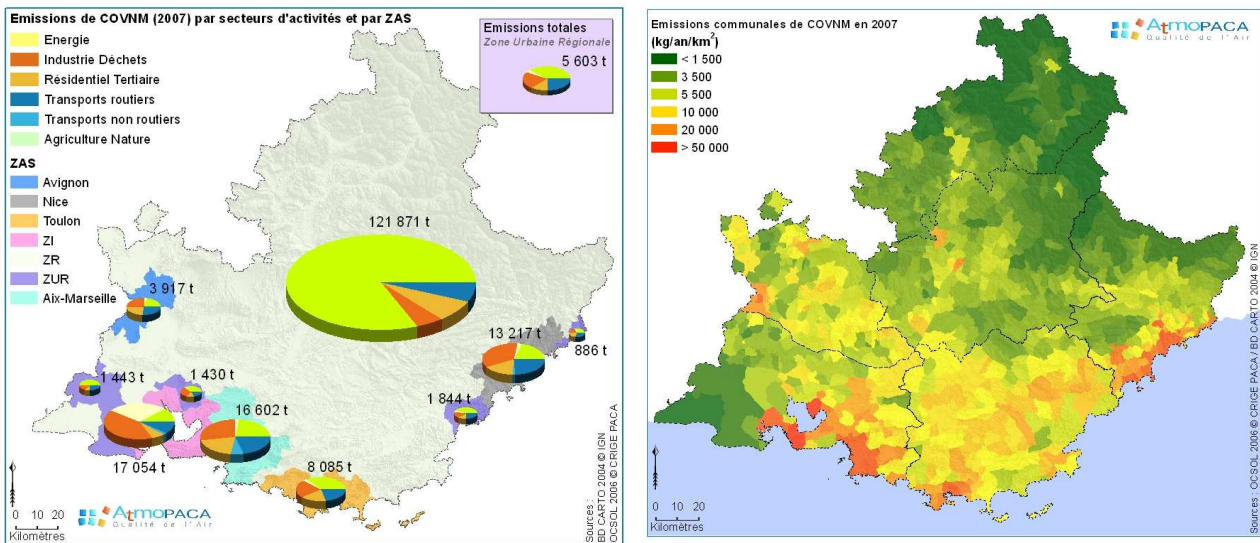 Emissions de COVNM (2007) par secteurs d'activités et par ZAS
Energie
Industrie Déchets
Résidentiel Tertiaire
Transports routiers
Transports non routiers
Agriculture Nature
ZAS
Avignon
Nice
Toulon
ZI
ZR
ZUR
Aix-Marseille
Emissions totales
Zone Urbaine Régionale
5 603 t
121 871 t
3 917 t
13 217 t
886 t
1 443 t
1 430 t
1 844 t
16 602 t
17 054 t
8 085 t
0 10 20
Kilomètres
AtmoPACA
Qualité de l'Air
Sources :
BD CARTO 2004 © IGN
OCSOL 2006 © CRIGE PACA
Emissions communales de COVNM en 2007
(kg/an/km²)
< 1 500
3 500
5 500
10 000
20 000
> 50 000
AtmoPACA
Qualité de l'Air
0 10 20
Kilomètres
Sources : OCSOL 2006 © CRIGE PACA / BD CARTO 2004 © IGN